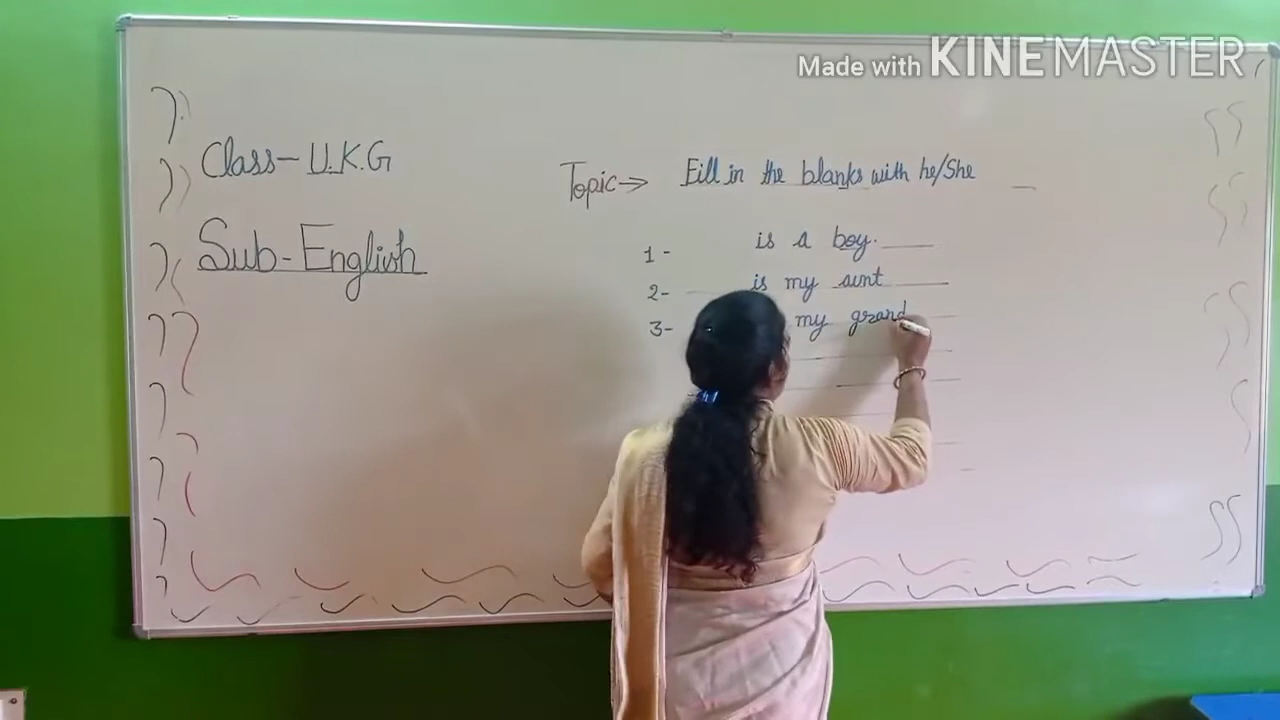 Made with KINEMASTER
Class- U.K.G
Sub-English
Topic→ Fill in the blanks with he/She
1- is a boy.
2- is my aunt
3- my grand